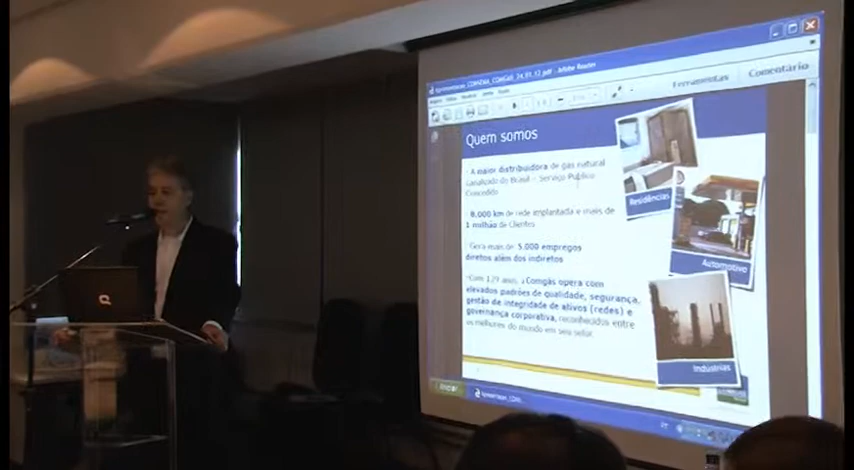 Adobe Reader
Ferramentas
Comentário
Quem somos
A maior distribuidora de gás natural
canalizado do Brasil – Serviço Público
Concedido
8.000 km de rede implantada e mais de
1 milhão de Clientes
Gera mais de 5.000 empregos
diretos além dos indiretos
Com 129 anos, a Comgás opera com
elevados padrões de qualidade, segurança,
gestão de integridade de ativos (redes) e
governança corporativa, reconhecidos entre
os melhores do mundo em seu setor.
Residências
Automotivo
Indústrias
Iniciar